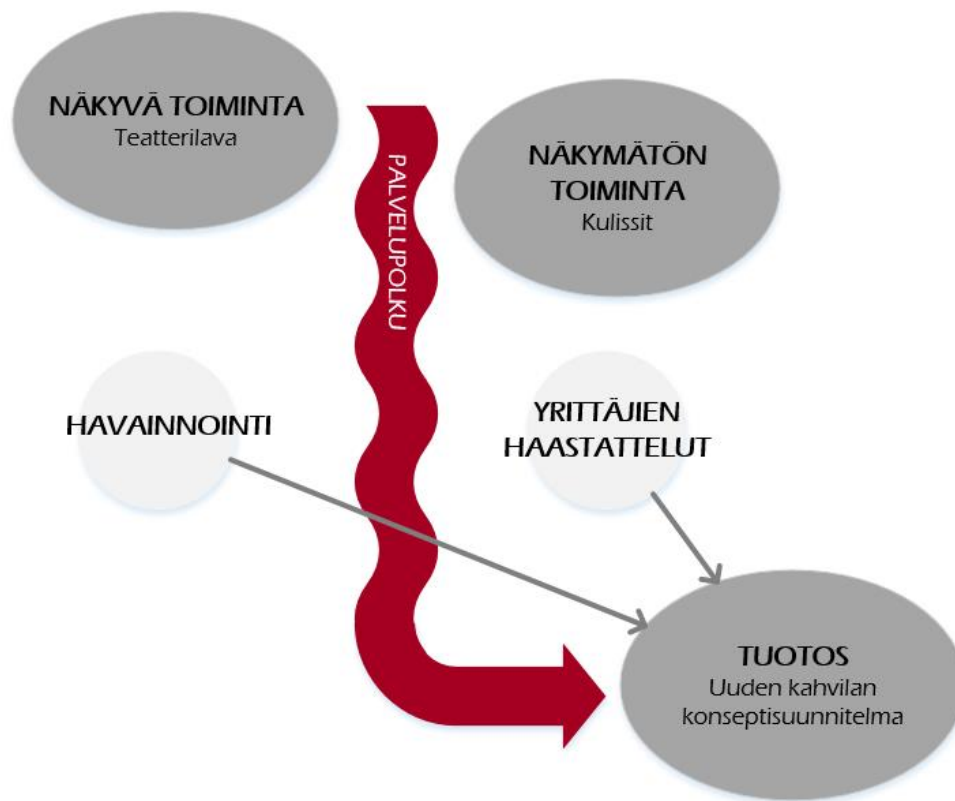 NÄKYVÄ TOIMINTA
Teatterilava
PALVELUPOLKU
NÄKYMÄTÖN
TOIMINTA
Kulissit
HAVAINNOINTI
YRITTÄJIEN
HAASTATTELUT
TUOTOS
Uuden kahvilan
konseptisuunnitelma